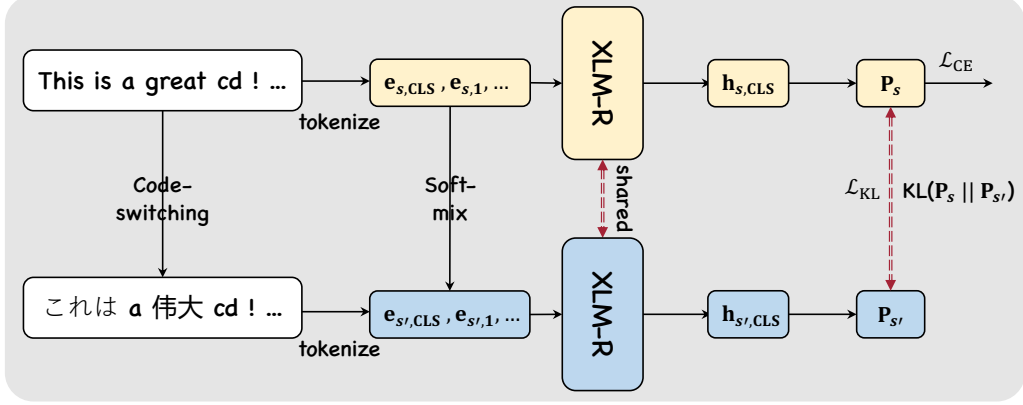 This is a great cd ! ...
tokenize
e_{s,CLS} , e_{s,1}, ...
XLM-R
h_{s,CLS}
P_s
ℒ_CE
Code-
switching
Soft-
mix
shared
ℒ_KL
KL(P_s || P_{s′})
これは a 伟大 cd ! ...
tokenize
e_{s′,CLS} , e_{s′,1}, ...
XLM-R
h_{s′,CLS}
P_{s′}